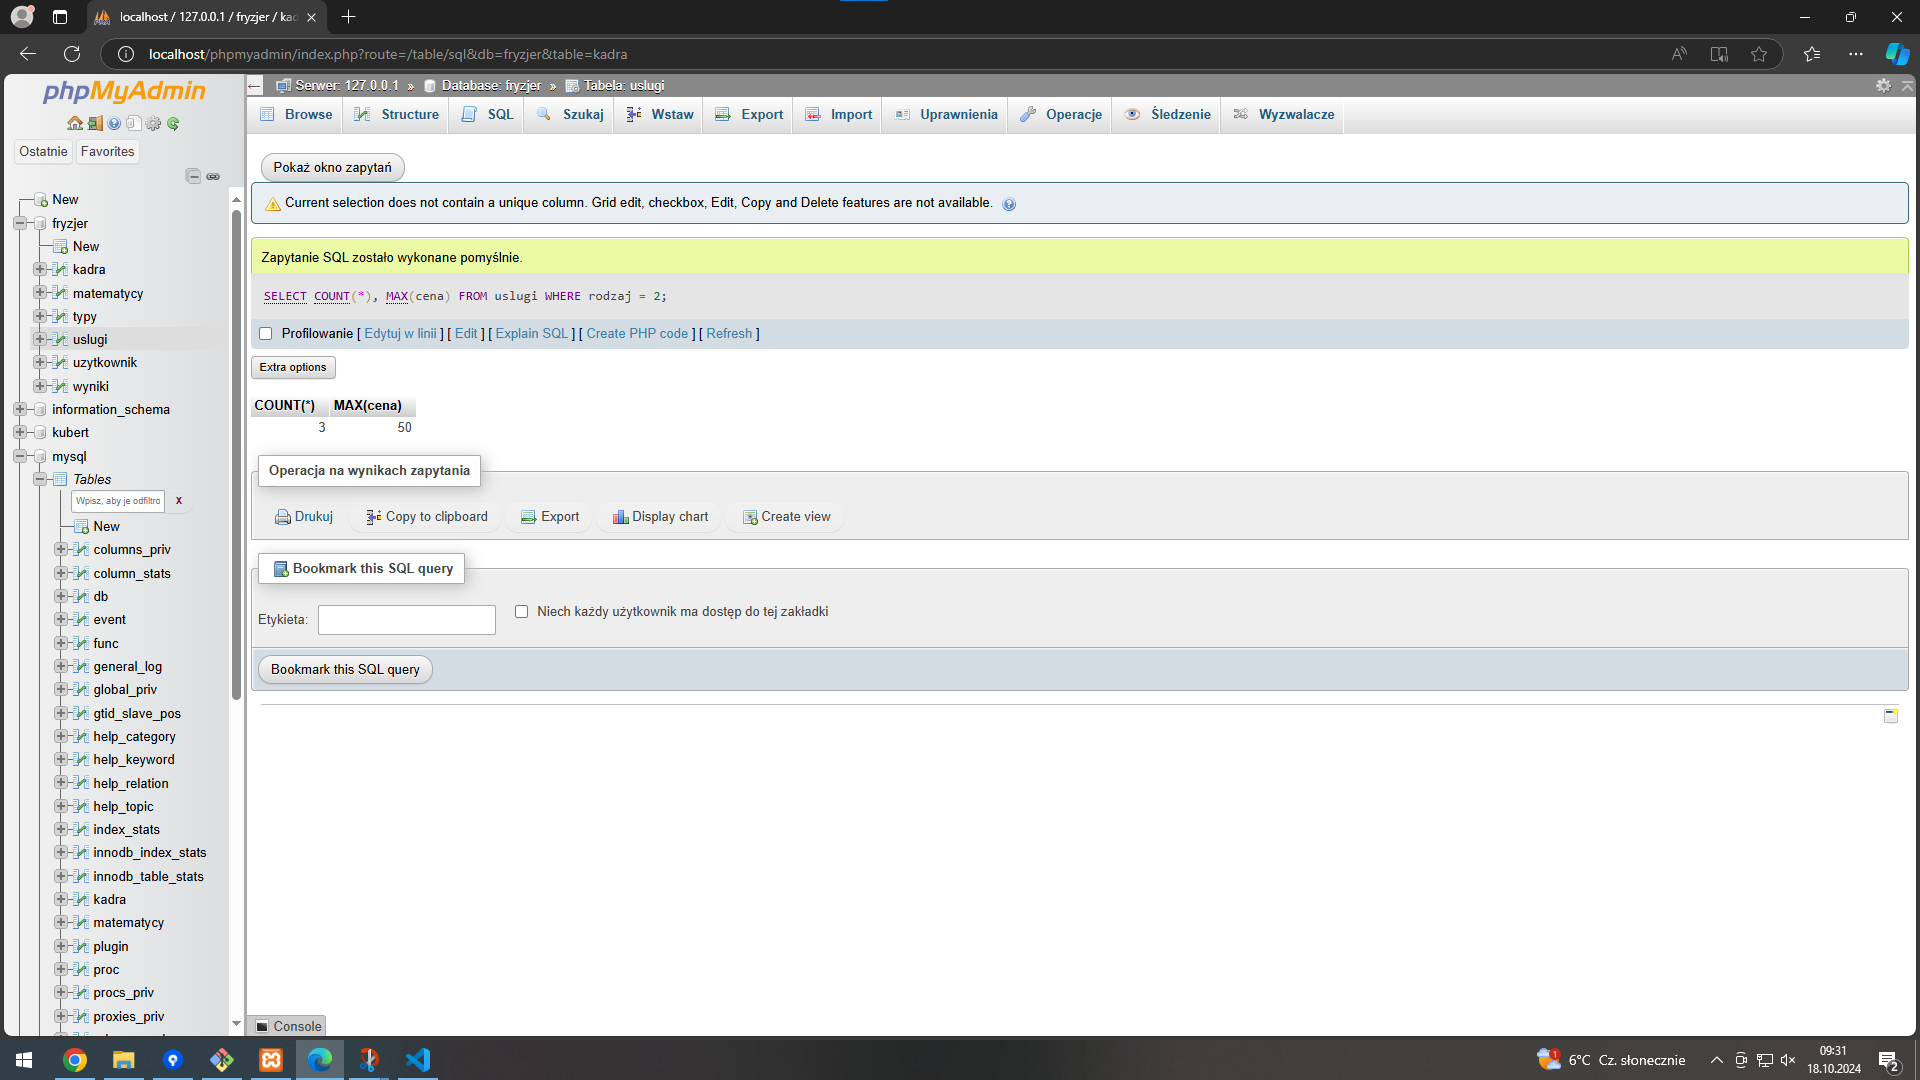 localhost / 127.0.0.1 / fryzjer / kad
localhost/phpmyadmin/index.php?route=/table/sql&db=fryzjer&table=kadra
phpMyAdmin
Ostatnie
Favorites
New
fryzjer
New
kadra
matematycy
typy
uslugi
uzytkownik
wyniki
information_schema
kubert
mysql
Tables
Wpisz, aby je odfiltro
X
New
columns_priv
column_stats
db
event
func
general_log
global_priv
gtid_slave_pos
help_category
help_keyword
help_relation
help_topic
index_stats
innodb_index_stats
innodb_table_stats
kadra
matematycy
plugin
proc
procs_priv
proxies_priv
Serwer: 127.0.0.1 » Database: fryzjer » Tabela: uslugi
Browse Structure SQL Szukaj Wstaw Export Import Uprawnienia Operacje Śledzenie Wyzwalacze
Pokaż okno zapytań
Current selection does not contain a unique column. Grid edit, checkbox, Edit, Copy and Delete features are not available.
Zapytanie SQL zostało wykonane pomyślnie.
SELECT COUNT(*), MAX(cena) FROM uslugi WHERE rodzaj = 2;
Profilowanie [ Edytuj w linii ] [ Edit ] [ Explain SQL ] [ Create PHP code ] [ Refresh ]
Extra options
COUNT(*) MAX(cena)
3 50
Operacja na wynikach zapytania
Drukuj Copy to clipboard Export Display chart Create view
Bookmark this SQL query
Etykieta: Niech każdy użytkownik ma dostęp do tej zakładki
Bookmark this SQL query
Console
1
6°C Cz. słonecznie
09:31
18.10.2024
2